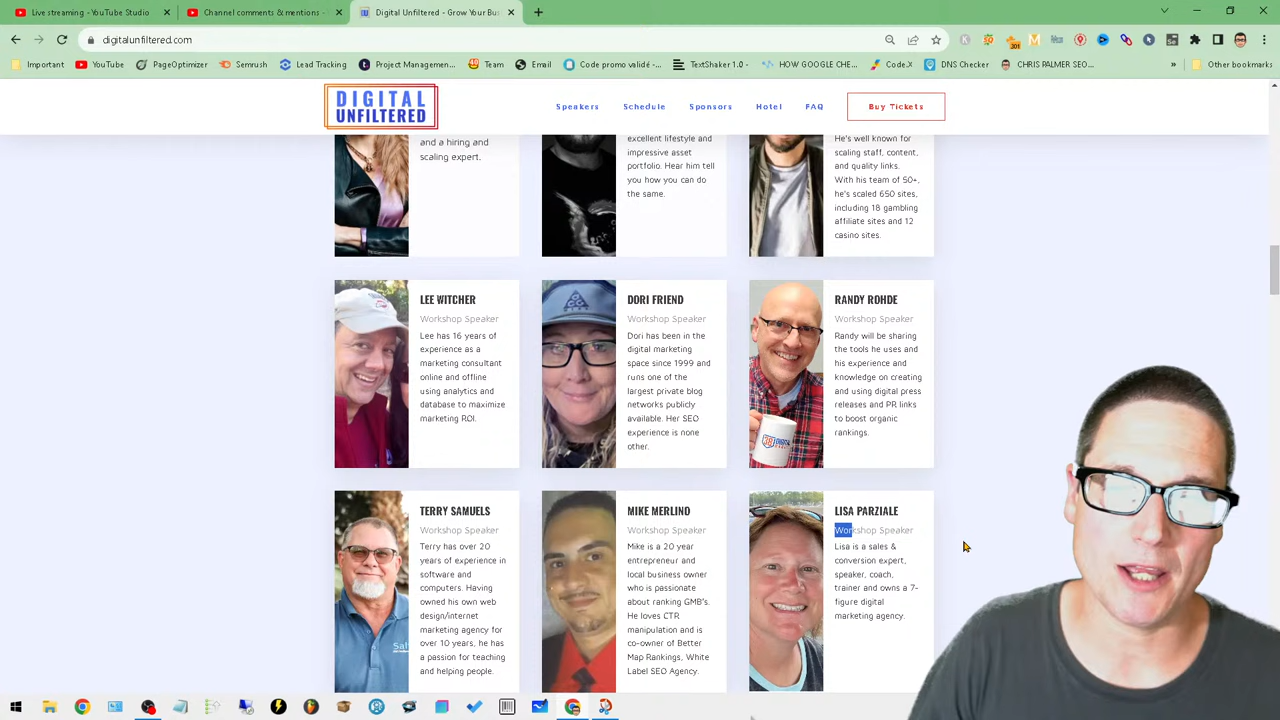 Live streaming - YouTube
Channel comments & mentions -
Digital Unfiltered - Grow Your Bus
digitalunfiltered.com
301
Important
YouTube
PageOptimizer
Semrush
Lead Tracking
Project Managemen...
Team
Email
Code promo validé -...
TextShaker 1.0 -
HOW GOOGLE CHE...
Code.X
DNS Checker
CHRIS PALMER SEO...
Other bookmarks
DIGITAL
UNFILTERED
Speakers
Schedule
Sponsors
Hotel
FAQ
Buy Tickets
and a hiring and
scaling expert.
excellent lifestyle and
impressive asset
portfolio. Hear him tell
you how you can do
the same.
He's well known for
scaling staff, content,
and quality links.
With his team of 50+,
he's scaled 650 sites,
including 18 gambling
affiliate sites and 12
casino sites.
LEE WITCHER
Workshop Speaker
Lee has 16 years of
experience as a
marketing consultant
online and offline
using analytics and
database to maximize
marketing ROI.
DORI FRIEND
Workshop Speaker
Dori has been in the
digital marketing
space since 1999 and
runs one of the
largest private blog
networks publicly
available. Her SEO
experience is none
other.
RANDY ROHDE
Workshop Speaker
Randy will be sharing
the tools he uses and
his experience and
knowledge on creating
and using digital press
releases and PR links
to boost organic
rankings.
TERRY SAMUELS
Workshop Speaker
Terry has over 20
years of experience in
software and
computers. Having
owned his own web
design/internet
marketing agency for
over 10 years, he has
a passion for teaching
and helping people.
MIKE MERLINO
Workshop Speaker
Mike is a 20 year
entrepreneur and
local business owner
who is passionate
about ranking GMB's.
He loves CTR
manipulation and is
co-owner of Better
Map Rankings, White
Label SEO Agency.
LISA PARZIALE
Workshop Speaker
Lisa is a sales &
conversion expert,
speaker, coach,
trainer and owns a 7-
figure digital
marketing agency.